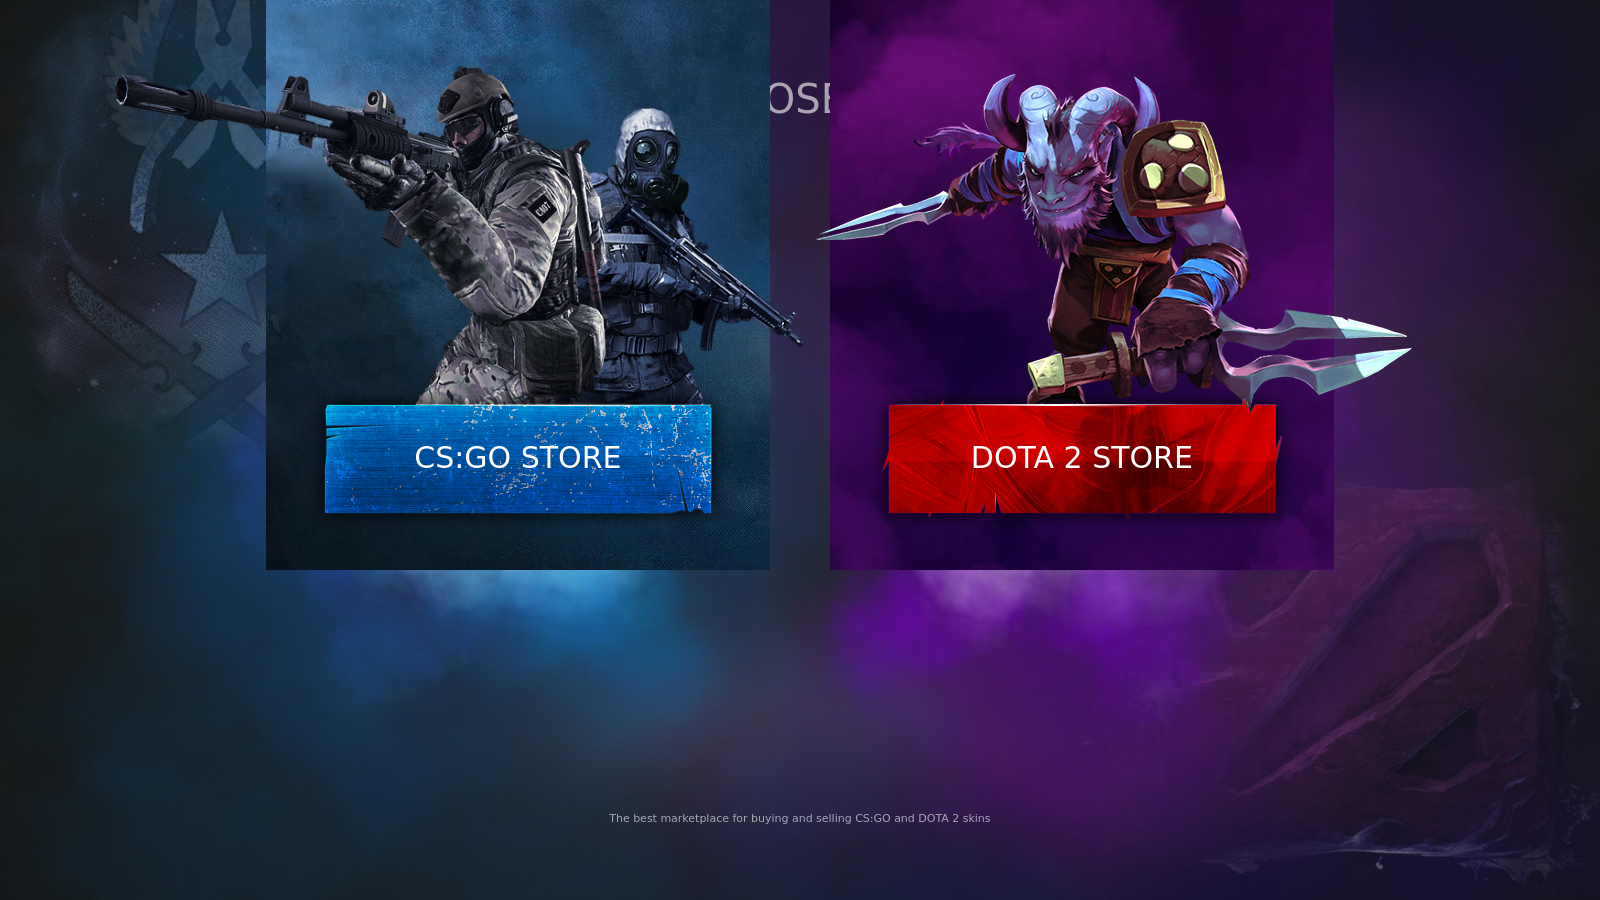 CS:GO STORE
DOTA 2 STORE
The best marketplace for buying and selling CS:GO and DOTA 2 skins